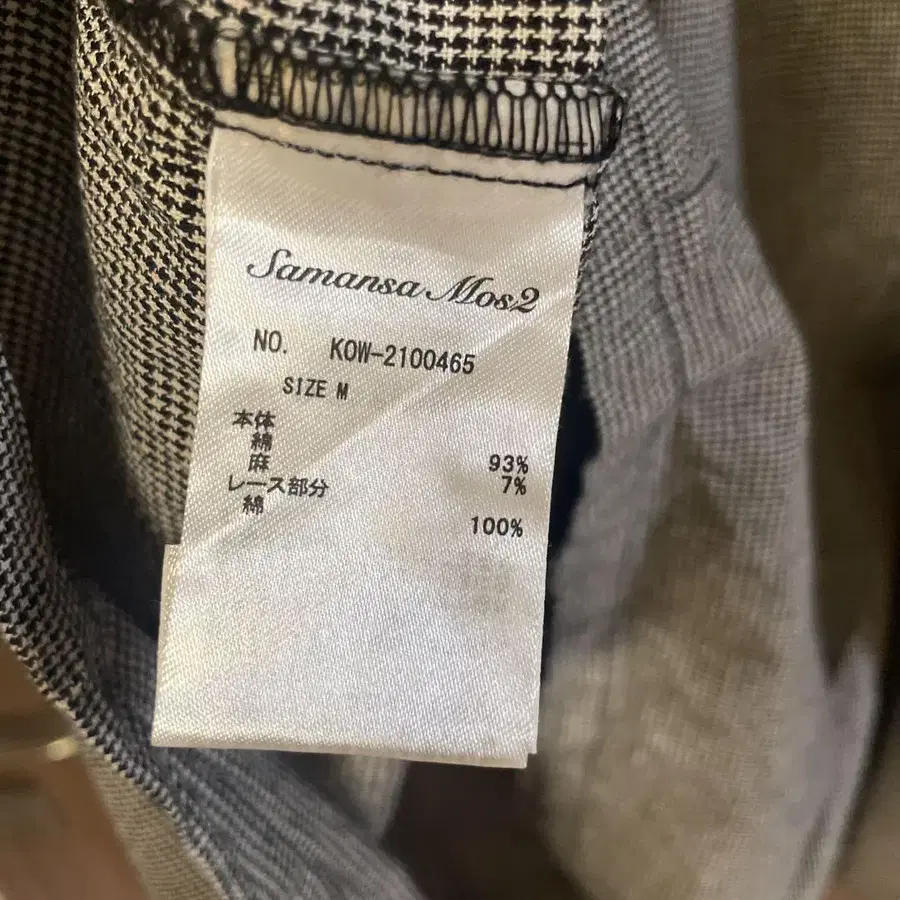 Samansa Mos2
NO. KOW-2100465
SIZE M
本体
綿 93%
麻 7%
レース部分
綿 100%